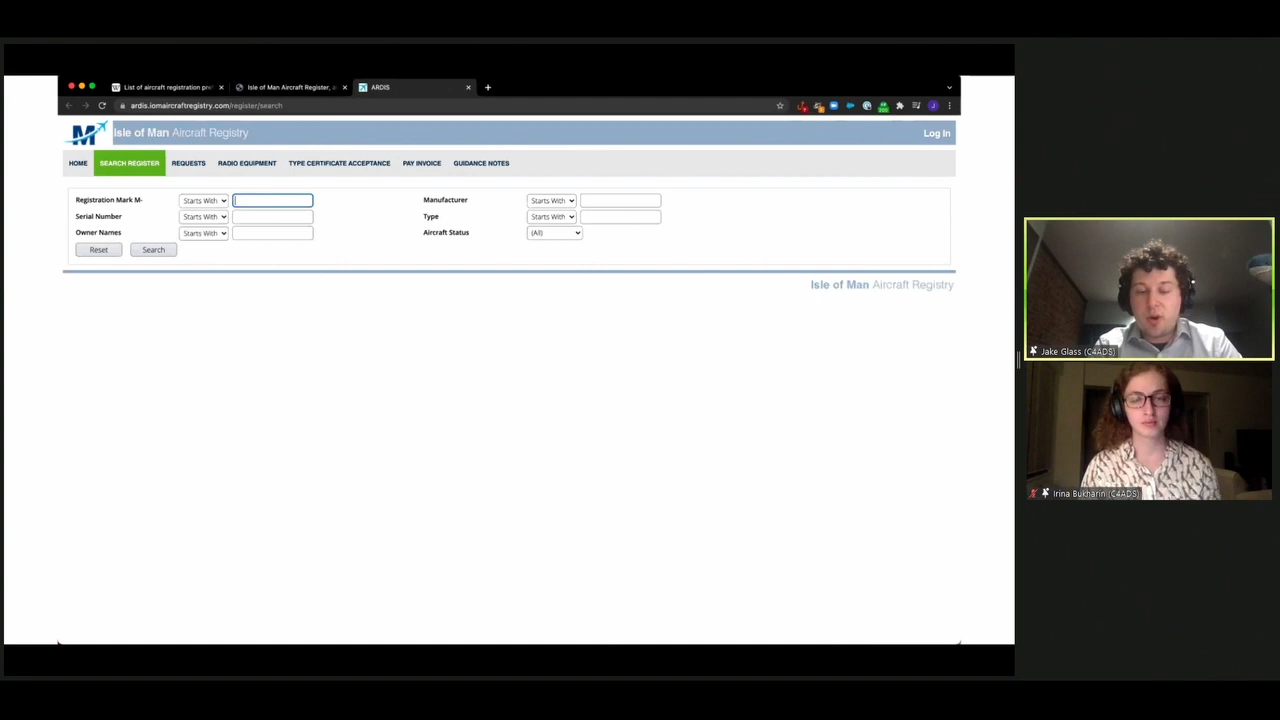 List of aircraft registration pre
Isle of Man Aircraft Register, a
ARDIS
ardis.iomaircraftregistry.com/register/search
M
Isle of Man Aircraft Registry
Log In
HOME
SEARCH REGISTER
REQUESTS
RADIO EQUIPMENT
TYPE CERTIFICATE ACCEPTANCE
PAY INVOICE
GUIDANCE NOTES
Registration Mark M- Starts With
Manufacturer Starts With
Serial Number Starts With
Type Starts With
Owner Names Starts With
Aircraft Status (All)
Reset Search
Isle of Man Aircraft Registry
Jake Glass (C4ADS)
Irina Bukharin (C4ADS)